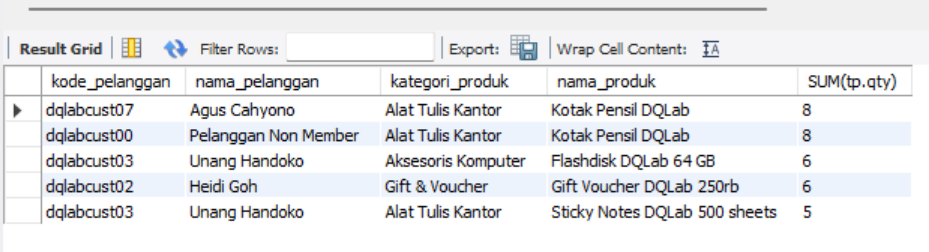 Result Grid Filter Rows: Export: Wrap Cell Content: IA
kode_pelanggan nama_pelanggan kategori_produk nama_produk SUM(tp.qty)
dqlabcust07 Agus Cahyono Alat Tulis Kantor Kotak Pensil DQLab 8
dqlabcust00 Pelanggan Non Member Alat Tulis Kantor Kotak Pensil DQLab 8
dqlabcust03 Unang Handoko Aksesoris Komputer Flashdisk DQLab 64 GB 6
dqlabcust02 Heidi Goh Gift & Voucher Gift Voucher DQLab 250rb 6
dqlabcust03 Unang Handoko Alat Tulis Kantor Sticky Notes DQLab 500 sheets 5